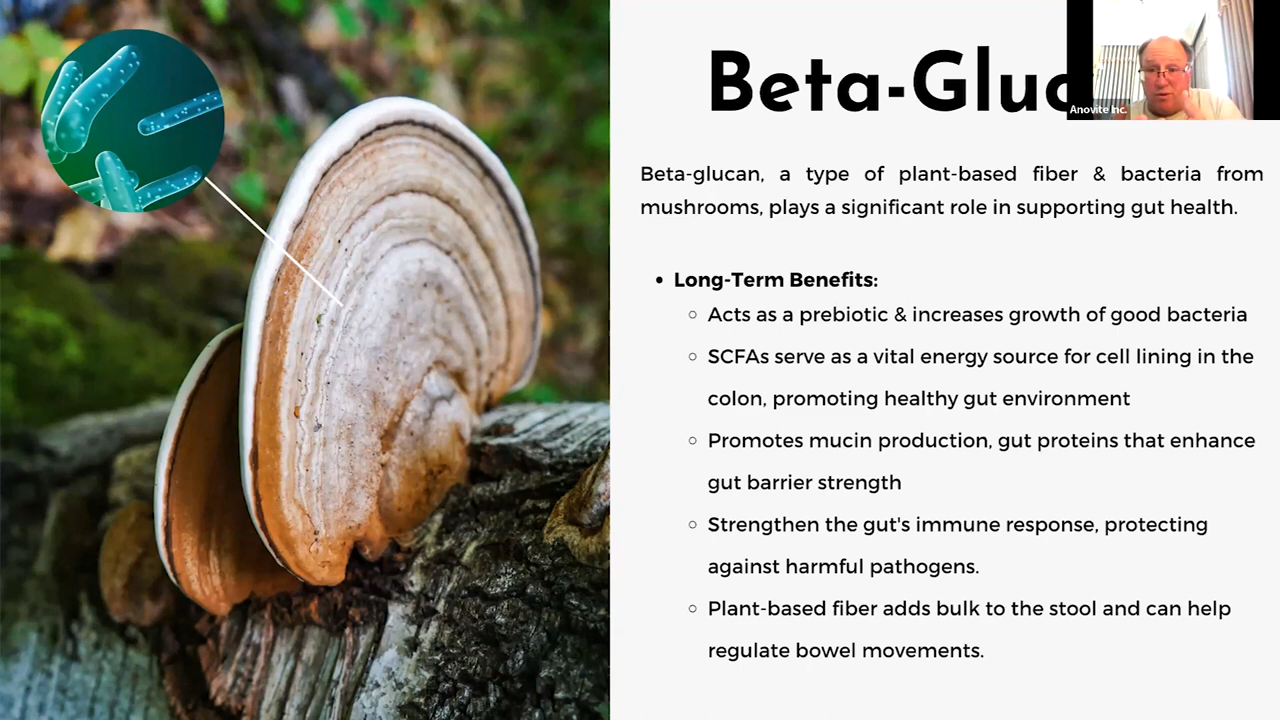 Beta-Gluc
Anovite Inc.
Beta-glucan, a type of plant-based fiber & bacteria from
mushrooms, plays a significant role in supporting gut health.
• Long-Term Benefits:
○ Acts as a prebiotic & increases growth of good bacteria
○ SCFAs serve as a vital energy source for cell lining in the
colon, promoting healthy gut environment
○ Promotes mucin production, gut proteins that enhance
gut barrier strength
○ Strengthen the gut's immune response, protecting
against harmful pathogens.
○ Plant-based fiber adds bulk to the stool and can help
regulate bowel movements.